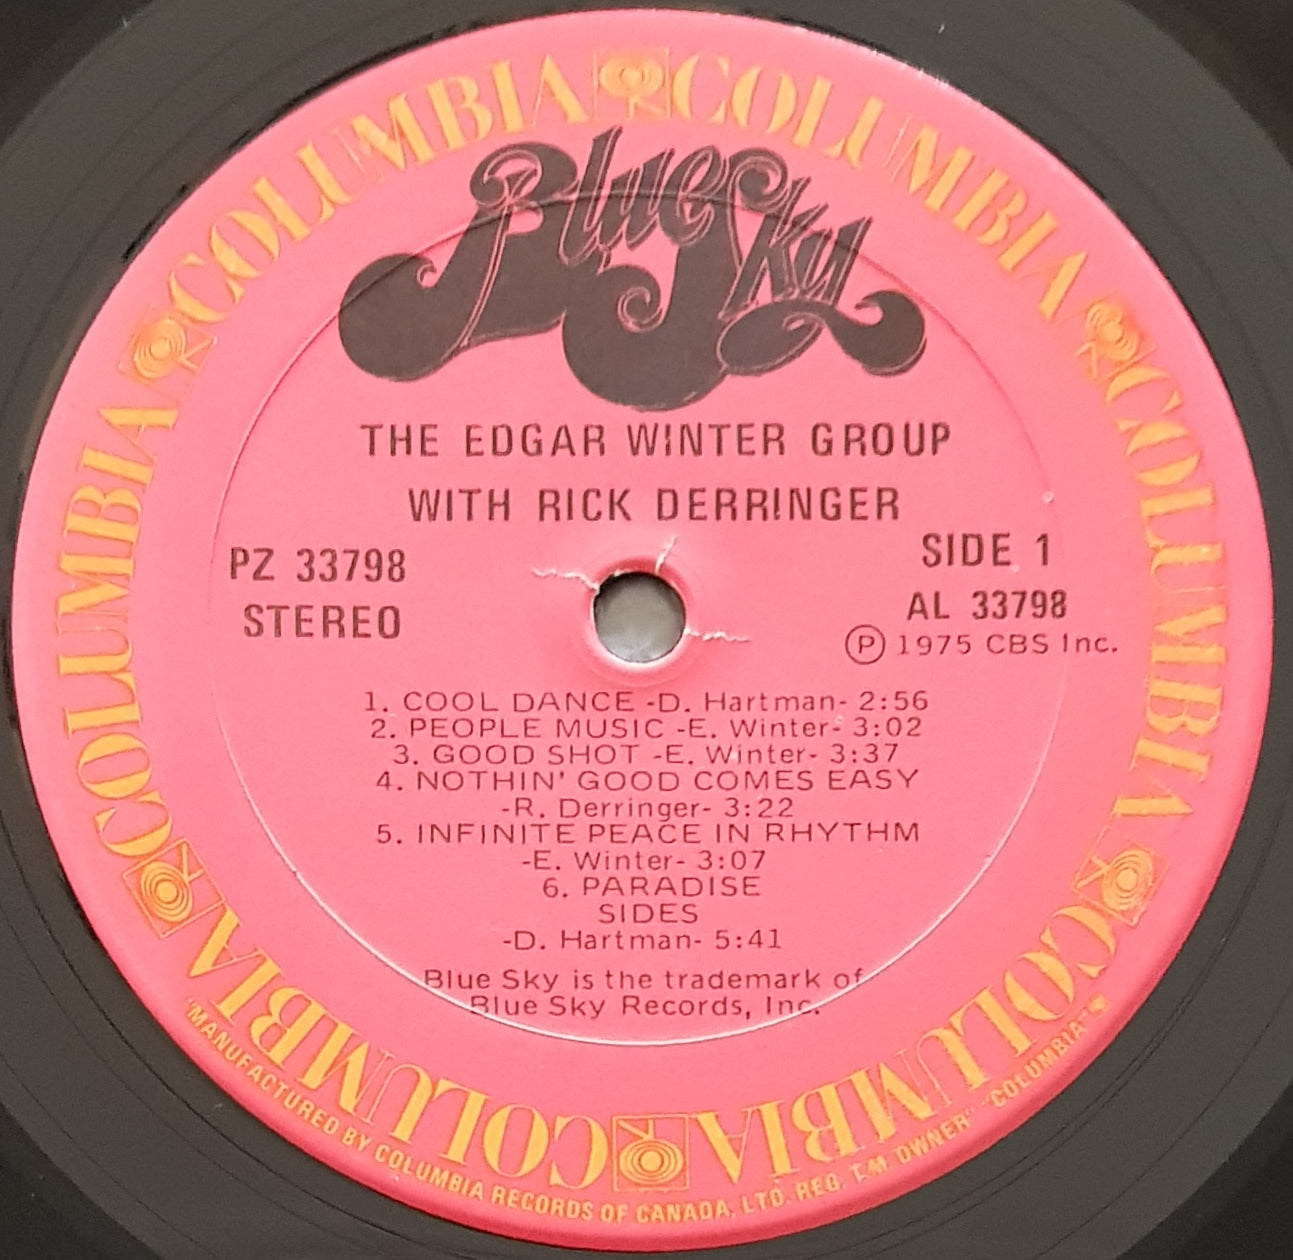 COLUMBIA COLUMBIA COLUMBIA COLUMBIA COLUMBIA COLUMBIA COLUMBIA COLUMBIA
Blue Sky
THE EDGAR WINTER GROUP
WITH RICK DERRINGER
PZ 33798
STEREO
SIDE 1
AL 33798
Ⓟ 1975 CBS Inc.
1. COOL DANCE -D. Hartman- 2:56
2. PEOPLE MUSIC -E. Winter- 3:02
3. GOOD SHOT -E. Winter- 3:37
4. NOTHIN' GOOD COMES EASY
-R. Derringer- 3:22
5. INFINITE PEACE IN RHYTHM
-E. Winter- 3:07
6. PARADISE
SIDES
-D. Hartman- 5:41
Blue Sky is the trademark of
Blue Sky Records, Inc.
"MANUFACTURED BY COLUMBIA RECORDS OF CANADA, LTD. REG. T.M. OWNER" "COLUMBIA"